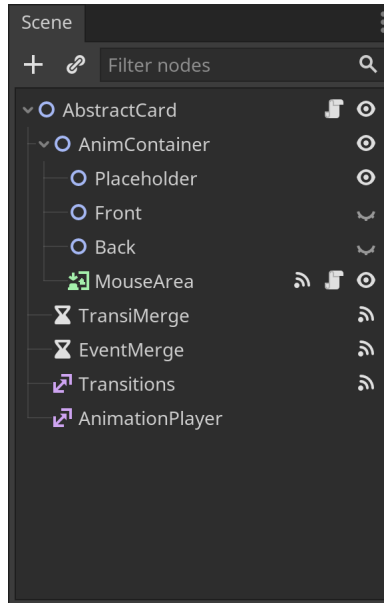 Scene
Filter nodes
AbstractCard
AnimContainer
Placeholder
Front
Back
MouseArea
TransiMerge
EventMerge
Transitions
AnimationPlayer